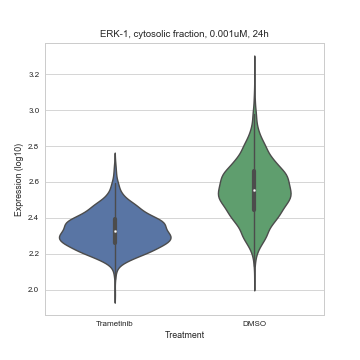 ERK-1, cytosolic fraction, 0.001uM, 24h
Expression (log10)
3.2
3.0
2.8
2.6
2.4
2.2
2.0
Trametinib DMSO
Treatment